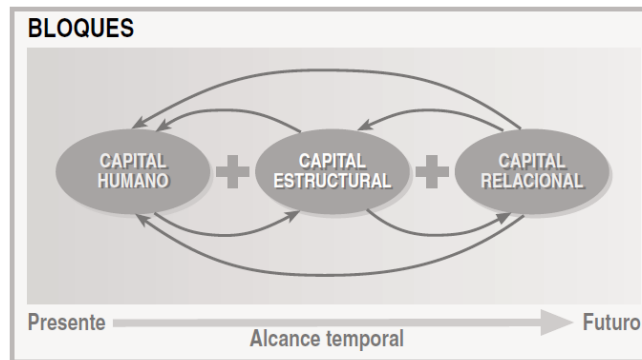 BLOQUES
CAPITAL
HUMANO
CAPITAL
ESTRUCTURAL
CAPITAL
RELACIONAL
Presente
Alcance temporal
Futuro